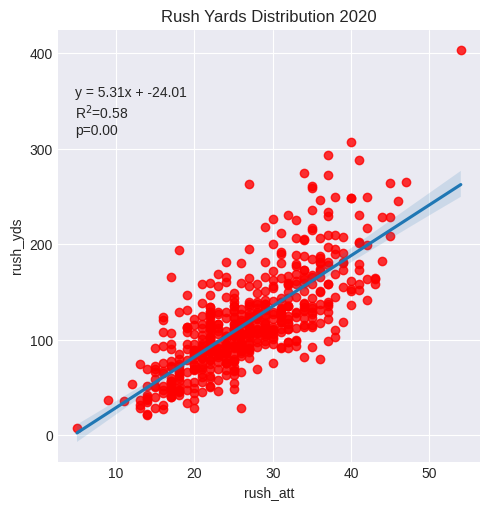 Rush Yards Distribution 2020
y = 5.31x + -24.01
R²=0.58
p=0.00
400
300
200
100
0
rush_yds
10 20 30 40 50
rush_att